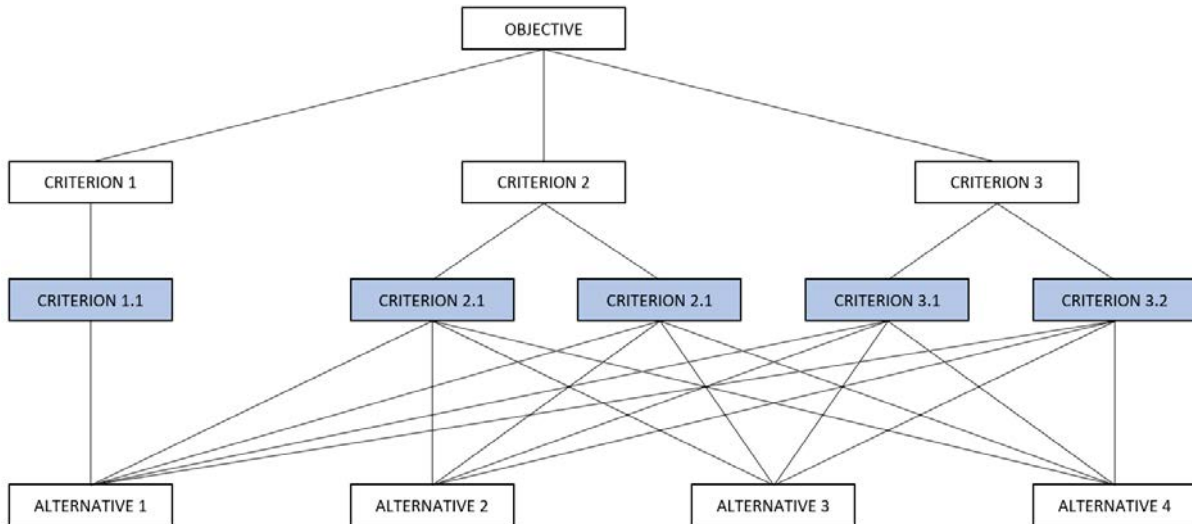 OBJECTIVE
CRITERION 1
CRITERION 2
CRITERION 3
CRITERION 1.1
CRITERION 2.1
CRITERION 2.1
CRITERION 3.1
CRITERION 3.2
ALTERNATIVE 1
ALTERNATIVE 2
ALTERNATIVE 3
ALTERNATIVE 4